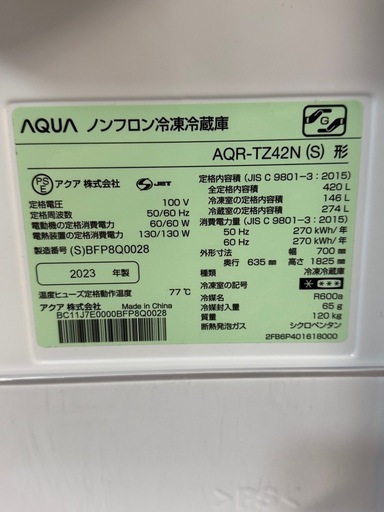 AQUA ノンフロン冷凍冷蔵庫
AQR-TZ42N (S) 形
PS E アクア 株式会社 S-JET
定格電圧 100 V
定格周波数 50/60 Hz
電動機の定格消費電力 60/60 W
電熱装置の定格消費電力 130/130 W
製造番号 (S)BFP8Q0028
2023 年製
温度ヒューズ定格動作温度 77℃
アクア 株式会社 Made in China
BC11J7E0000BFP8Q0028
定格内容積 (JIS C 9801-3 : 2015)
全定格内容積 420 L
冷凍室の定格内容積 146 L
冷蔵室の定格内容積 274 L
消費電力量 (JIS C 9801-3 : 2015)
50 Hz 270 kWh/年
60 Hz 270 kWh/年
外形寸法 幅 700 mm
奥行 635 mm 高さ 1825 mm
種類 冷凍冷蔵庫
冷凍室の記号 * ***
冷媒名 R600a
冷媒封入量 65 g
質量 120 kg
断熱発泡ガス シクロペンタン
2FB6P401618000
>PS<